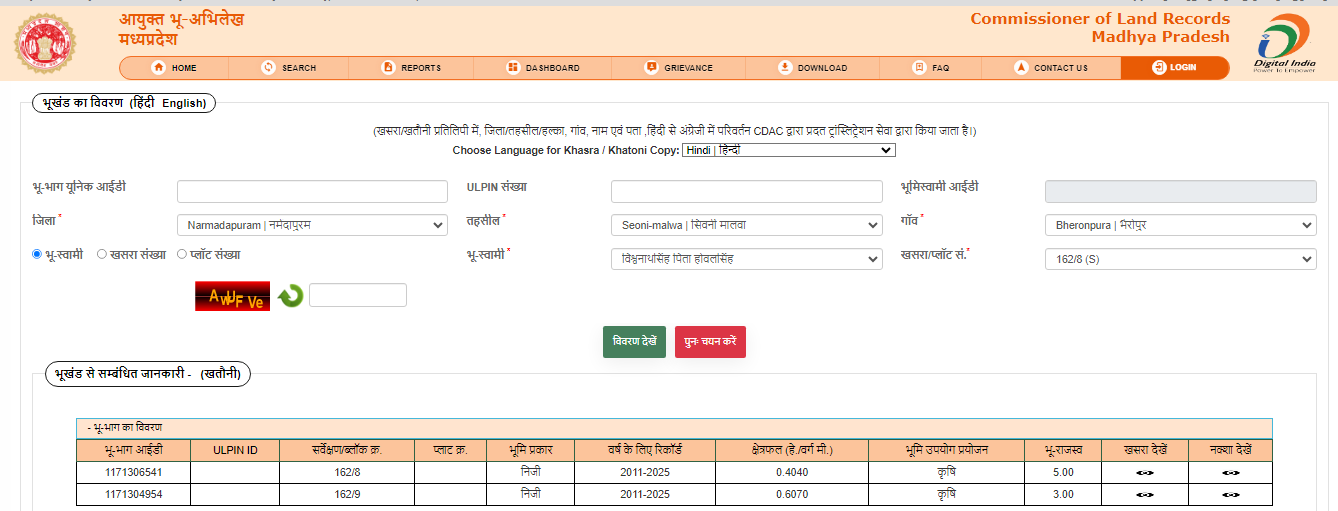 आयुक्त भू-अभिलेख
मध्यप्रदेश
Commissioner of Land Records
Madhya Pradesh
Digital India
Power To Empower
HOME SEARCH REPORTS DASHBOARD GRIEVANCE DOWNLOAD FAQ CONTACT US LOGIN
भूखंड का विवरण (हिंदी English)
(खसरा/खतौनी प्रतिलिपी में, जिला/तहसील/हल्का, गांव, नाम एवं पता ,हिंदी से अंग्रेजी में परिवर्तन CDAC द्वारा प्रदत ट्रांस्लिट्रेशन सेवा द्वारा किया जाता है।)
Choose Language for Khasra / Khatoni Copy: Hindi | हिन्दी
भू-भाग यूनिक आईडी ULPIN संख्या भूमिस्वामी आईडी
जिला * Narmadapuram | नर्मदापुरम तहसील * Seoni-malwa | सिवनी मालवा गाँव * Bheronpura | भैरोंपुर
भू-स्वामी खसरा संख्या प्लॉट संख्या भू-स्वामी * विश्वनाथसिंह पिता होवलसिंह खसरा/प्लॉट सं.* 162/8 (S)
AwUF Ve
विवरण देखें पुनः चयन करें
भूखंड से सम्बंधित जानकारी - (खतौनी)
- भू-भाग का विवरण
भू-भाग आईडी ULPIN ID सर्वेक्षण/ब्लॉक क्र. प्लाट क्र. भूमि प्रकार वर्ष के लिए रिकॉर्ड क्षेत्रफल (हे./वर्ग मी.) भूमि उपयोग प्रयोजन भू-राजस्व खसरा देखें नक्शा देखें
1171306541 162/8 निजी 2011-2025 0.4040 कृषि 5.00
1171304954 162/9 निजी 2011-2025 0.6070 कृषि 3.00